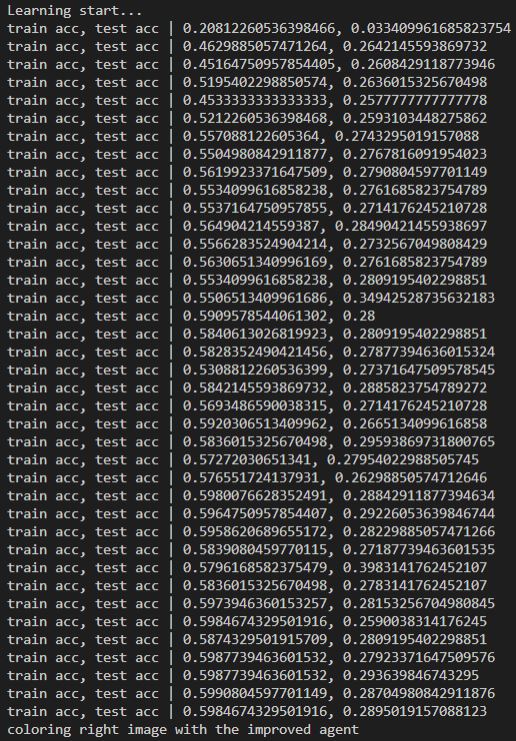 Learning start...
train acc, test acc | 0.20812260536398466, 0.033409961685823754
train acc, test acc | 0.4629885057471264, 0.2642145593869732
train acc, test acc | 0.45164750957854405, 0.2608429118773946
train acc, test acc | 0.5195402298850574, 0.2636015325670498
train acc, test acc | 0.4533333333333333, 0.2577777777777778
train acc, test acc | 0.5212260536398468, 0.2593103448275862
train acc, test acc | 0.557088122605364, 0.2743295019157088
train acc, test acc | 0.5504980842911877, 0.2767816091954023
train acc, test acc | 0.5619923371647509, 0.2790804597701149
train acc, test acc | 0.5534099616858238, 0.2761685823754789
train acc, test acc | 0.5537164750957855, 0.2714176245210728
train acc, test acc | 0.564904214559387, 0.28490421455938697
train acc, test acc | 0.5566283524904214, 0.2732567049808429
train acc, test acc | 0.5630651340996169, 0.2761685823754789
train acc, test acc | 0.5534099616858238, 0.2809195402298851
train acc, test acc | 0.5506513409961686, 0.34942528735632183
train acc, test acc | 0.5909578544061302, 0.28
train acc, test acc | 0.5840613026819923, 0.2809195402298851
train acc, test acc | 0.5828352490421456, 0.27877394636015324
train acc, test acc | 0.5308812260536399, 0.27371647509578545
train acc, test acc | 0.5842145593869732, 0.2885823754789272
train acc, test acc | 0.5693486590038315, 0.2714176245210728
train acc, test acc | 0.5920306513409962, 0.2665134099616858
train acc, test acc | 0.5836015325670498, 0.29593869731800765
train acc, test acc | 0.57272030651341, 0.27954022988505745
train acc, test acc | 0.576551724137931, 0.26298850574712646
train acc, test acc | 0.5980076628352491, 0.28842911877394634
train acc, test acc | 0.5964750957854407, 0.29226053639846744
train acc, test acc | 0.5958620689655172, 0.28229885057471266
train acc, test acc | 0.5839080459770115, 0.27187739463601535
train acc, test acc | 0.5796168582375479, 0.3983141762452107
train acc, test acc | 0.5836015325670498, 0.2783141762452107
train acc, test acc | 0.5973946360153257, 0.28153256704980845
train acc, test acc | 0.5984674329501916, 0.2590038314176245
train acc, test acc | 0.5874329501915709, 0.2809195402298851
train acc, test acc | 0.5987739463601532, 0.27923371647509576
train acc, test acc | 0.5987739463601532, 0.293639846743295
train acc, test acc | 0.5990804597701149, 0.28704980842911876
train acc, test acc | 0.5984674329501916, 0.2895019157088123
coloring right image with the improved agent